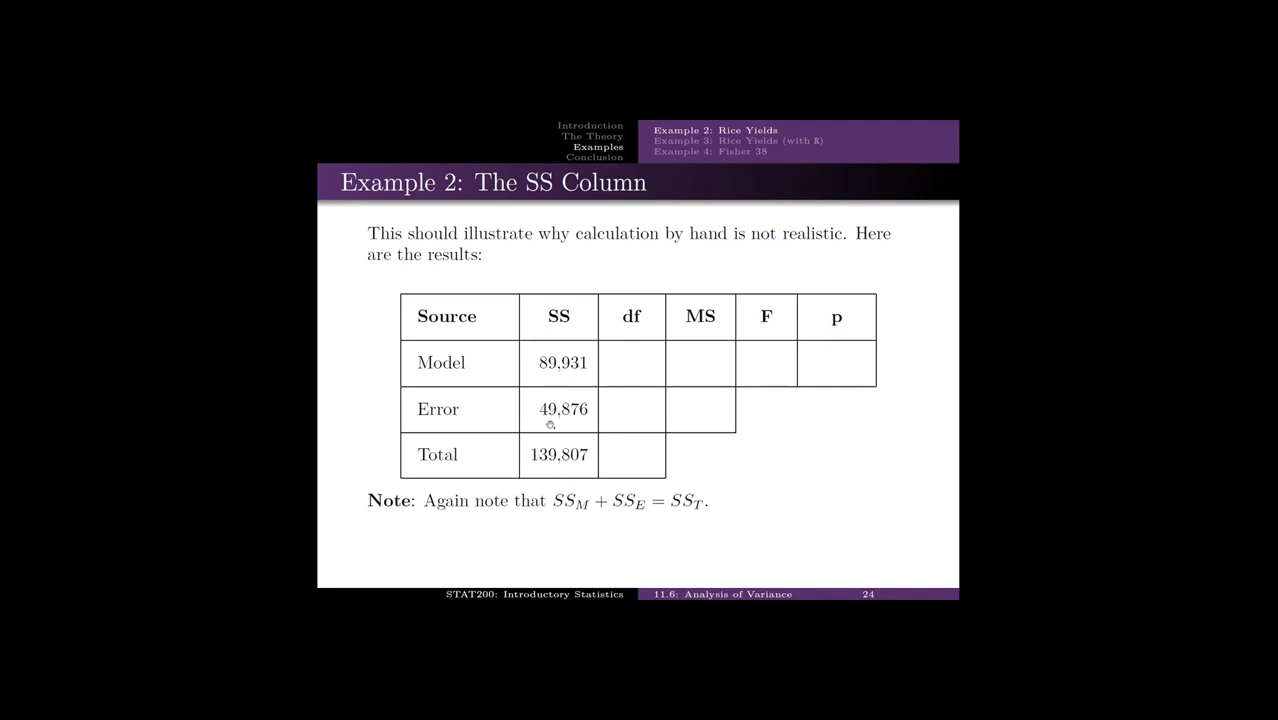 Introduction
The Theory
Examples
Conclusion
Example 2: Rice Yields
Example 3: Rice Yields (with R)
Example 4: Fisher 38
Example 2: The SS Column
This should illustrate why calculation by hand is not realistic. Here
are the results:
Source SS df MS F p
Model 89,931
Error 49,876
Total 139,807
Note: Again note that SS_M + SS_E = SS_T.
STAT200: Introductory Statistics 11.6: Analysis of Variance 24